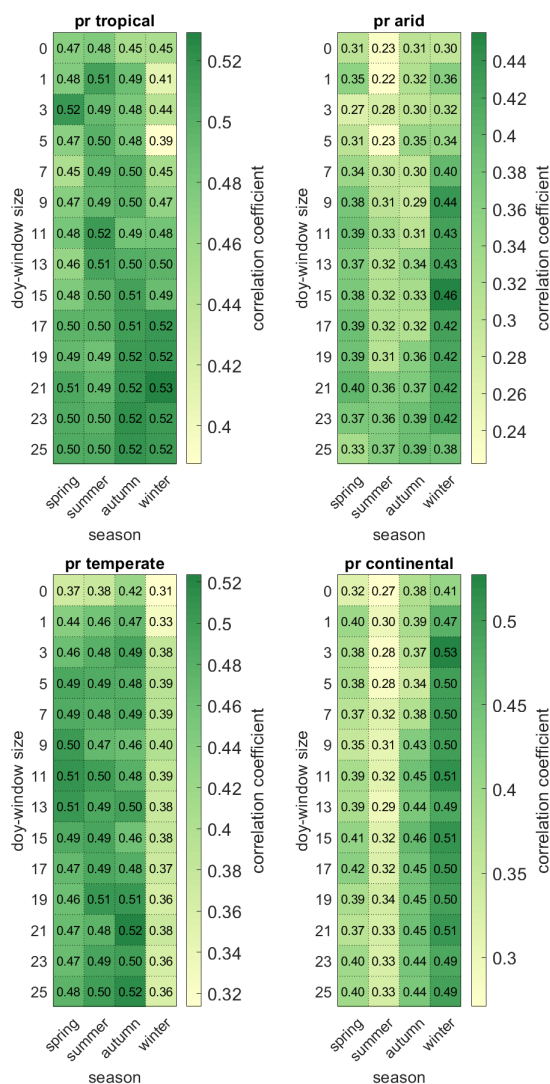 pr tropical
0 0.47 0.48 0.45 0.45
1 0.48 0.51 0.49 0.41
3 0.52 0.49 0.48 0.44
5 0.47 0.50 0.48 0.39
7 0.45 0.49 0.50 0.45
9 0.47 0.49 0.50 0.47
11 0.48 0.52 0.49 0.48
13 0.46 0.51 0.50 0.50
15 0.48 0.50 0.51 0.49
17 0.50 0.50 0.51 0.52
19 0.49 0.49 0.52 0.52
21 0.51 0.49 0.52 0.53
23 0.50 0.50 0.52 0.52
25 0.50 0.50 0.52 0.52
doy-window size
spring summer autumn winter
season
0.52
0.5
0.48
0.46
0.44
0.42
0.4
correlation coefficient
pr arid
0 0.31 0.23 0.31 0.30
1 0.35 0.22 0.32 0.36
3 0.27 0.28 0.30 0.32
5 0.31 0.23 0.35 0.34
7 0.34 0.30 0.30 0.40
9 0.38 0.31 0.29 0.44
11 0.39 0.33 0.31 0.43
13 0.37 0.32 0.34 0.43
15 0.38 0.32 0.33 0.46
17 0.39 0.32 0.32 0.42
19 0.39 0.31 0.36 0.42
21 0.40 0.36 0.37 0.42
23 0.37 0.36 0.39 0.42
25 0.33 0.37 0.39 0.38
doy-window size
spring summer autumn winter
season
0.44
0.42
0.4
0.38
0.36
0.34
0.32
0.3
0.28
0.26
0.24
correlation coefficient
pr temperate
0 0.37 0.38 0.42 0.31
1 0.44 0.46 0.47 0.33
3 0.46 0.48 0.49 0.38
5 0.49 0.49 0.48 0.39
7 0.49 0.48 0.49 0.39
9 0.50 0.47 0.46 0.40
11 0.51 0.50 0.48 0.39
13 0.51 0.49 0.50 0.38
15 0.49 0.49 0.46 0.38
17 0.47 0.49 0.48 0.37
19 0.46 0.51 0.51 0.36
21 0.47 0.48 0.52 0.38
23 0.47 0.49 0.50 0.36
25 0.48 0.50 0.52 0.36
doy-window size
spring summer autumn winter
season
0.52
0.5
0.48
0.46
0.44
0.42
0.4
0.38
0.36
0.34
0.32
correlation coefficient
pr continental
0 0.32 0.27 0.38 0.41
1 0.40 0.30 0.39 0.47
3 0.38 0.28 0.37 0.53
5 0.38 0.28 0.34 0.50
7 0.37 0.32 0.38 0.50
9 0.35 0.31 0.43 0.50
11 0.39 0.32 0.45 0.51
13 0.39 0.29 0.44 0.49
15 0.41 0.32 0.46 0.51
17 0.42 0.32 0.45 0.50
19 0.39 0.34 0.45 0.50
21 0.37 0.33 0.45 0.51
23 0.40 0.33 0.44 0.49
25 0.40 0.33 0.44 0.49
doy-window size
spring summer autumn winter
season
0.5
0.45
0.4
0.35
0.3
correlation coefficient